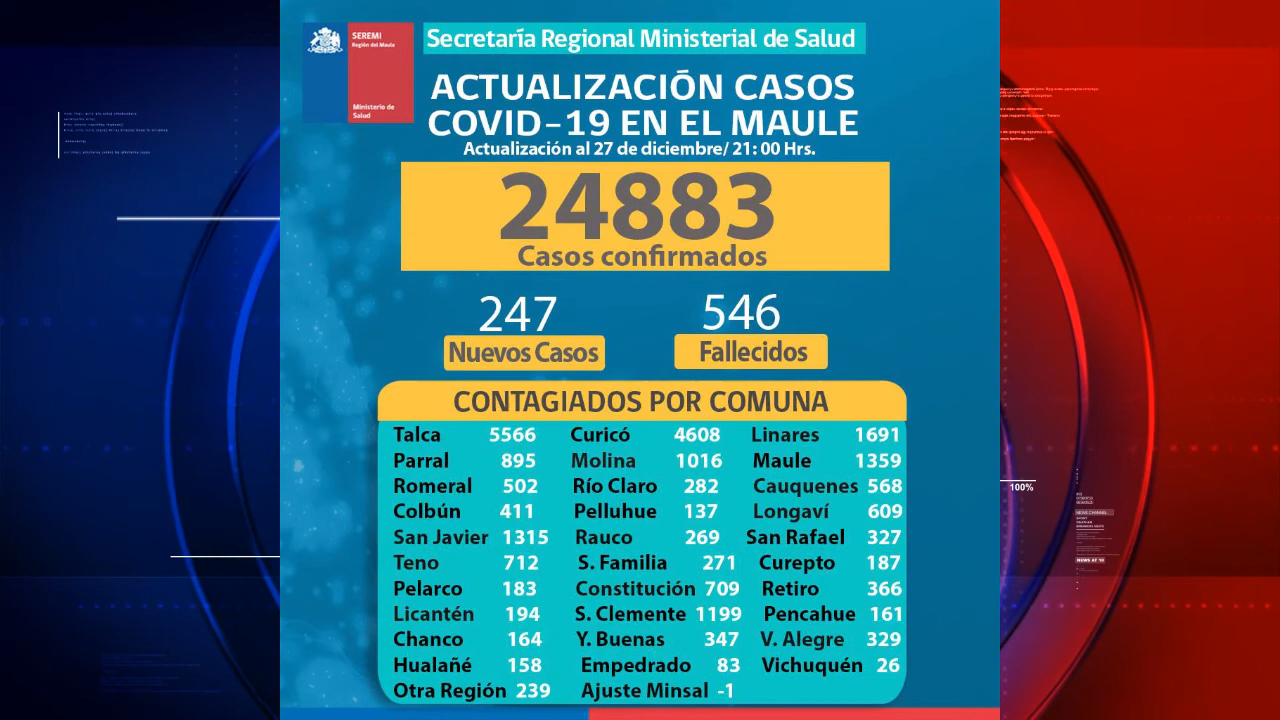 SEREMI
Región del Maule
Ministerio de
Salud
Secretaría Regional Ministerial de Salud
ACTUALIZACIÓN CASOS
COVID-19 EN EL MAULE
Actualización al 27 de diciembre/ 21: 00 Hrs.
24883
Casos confirmados
247 546
Nuevos Casos Fallecidos
CONTAGIADOS POR COMUNA
Talca 5566 Curicó 4608 Linares 1691
Parral 895 Molina 1016 Maule 1359
Romeral 502 Río Claro 282 Cauquenes 568
Colbún 411 Pelluhue 137 Longaví 609
San Javier 1315 Rauco 269 San Rafael 327
Teno 712 S. Familia 271 Curepto 187
Pelarco 183 Constitución 709 Retiro 366
Licantén 194 S. Clemente 1199 Pencahue 161
Chanco 164 Y. Buenas 347 V. Alegre 329
Hualañé 158 Empedrado 83 Vichuquén 26
Otra Región 239 Ajuste Minsal -1
100%
NEWS CHANNEL
NEWS AT 10